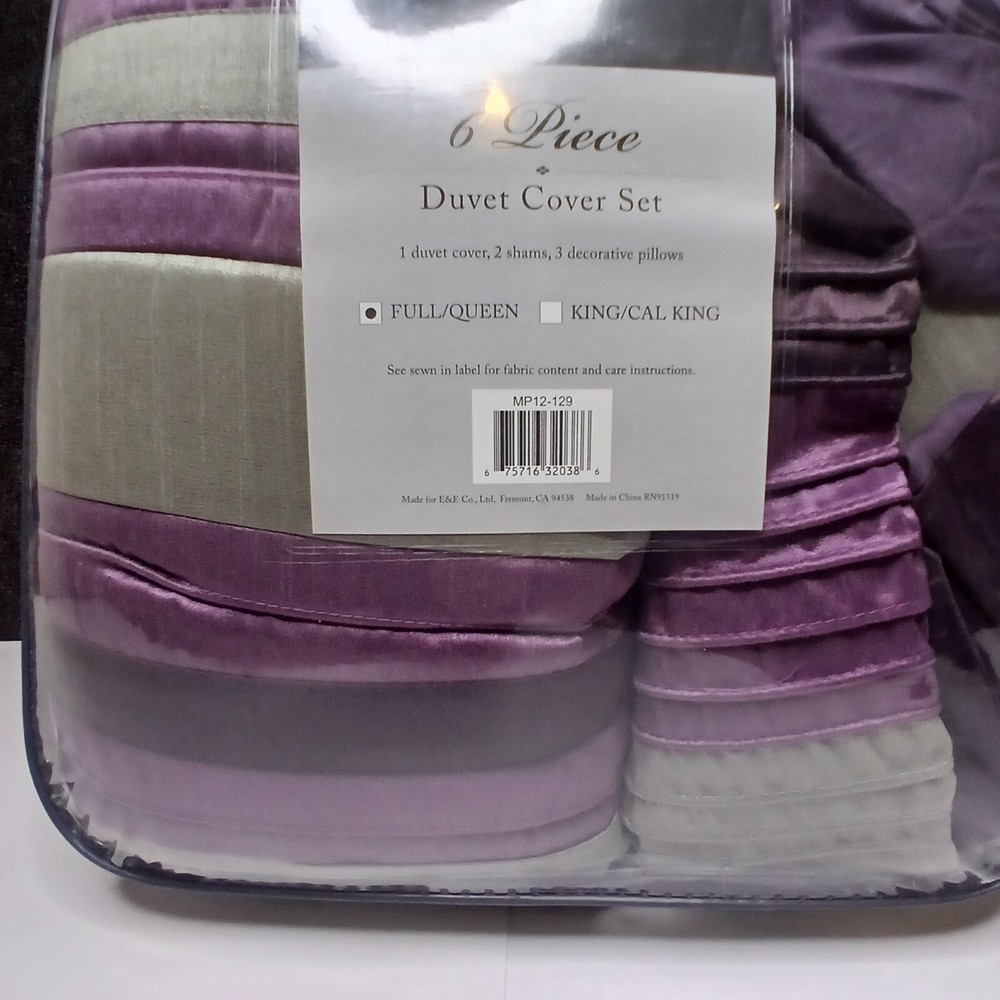 6 Piece
Duvet Cover Set
1 duvet cover, 2 shams, 3 decorative pillows
FULL/QUEEN KING/CAL KING
See sewn in label for fabric content and care instructions.
MP12-129
6 75716 32038 6
Made for E&E Co., Ltd, Fremont, CA 94538 Made in China RN91519